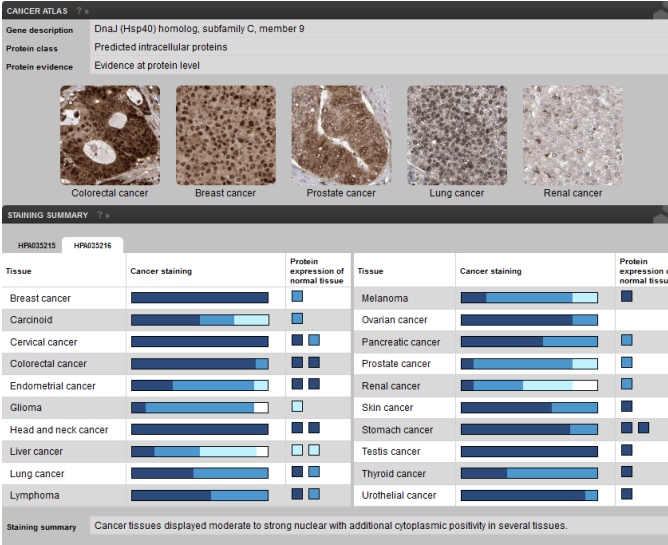 CANCER ATLAS ? »
Gene description DnaJ (Hsp40) homolog, subfamily C, member 9
Protein class Predicted intracellular proteins
Protein evidence Evidence at protein level
Colorectal cancer Breast cancer Prostate cancer Lung cancer Renal cancer
STAINING SUMMARY ? »
HPA035215 HPA035216
Tissue Cancer staining Protein
expression of
normal tissue
Breast cancer
Carcinoid
Cervical cancer
Colorectal cancer
Endometrial cancer
Glioma
Head and neck cancer
Liver cancer
Lung cancer
Lymphoma
Tissue Cancer staining Protein
expression o
normal tissu
Melanoma
Ovarian cancer
Pancreatic cancer
Prostate cancer
Renal cancer
Skin cancer
Stomach cancer
Testis cancer
Thyroid cancer
Urothelial cancer
Staining summary Cancer tissues displayed moderate to strong nuclear with additional cytoplasmic positivity in several tissues.